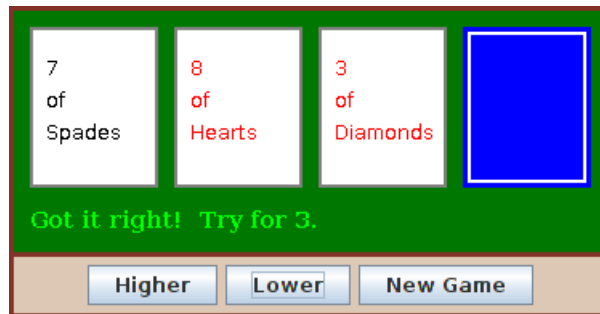 7
of
Spades
8
of
Hearts
3
of
Diamonds
Got it right!  Try for 3.
Higher
Lower
New Game